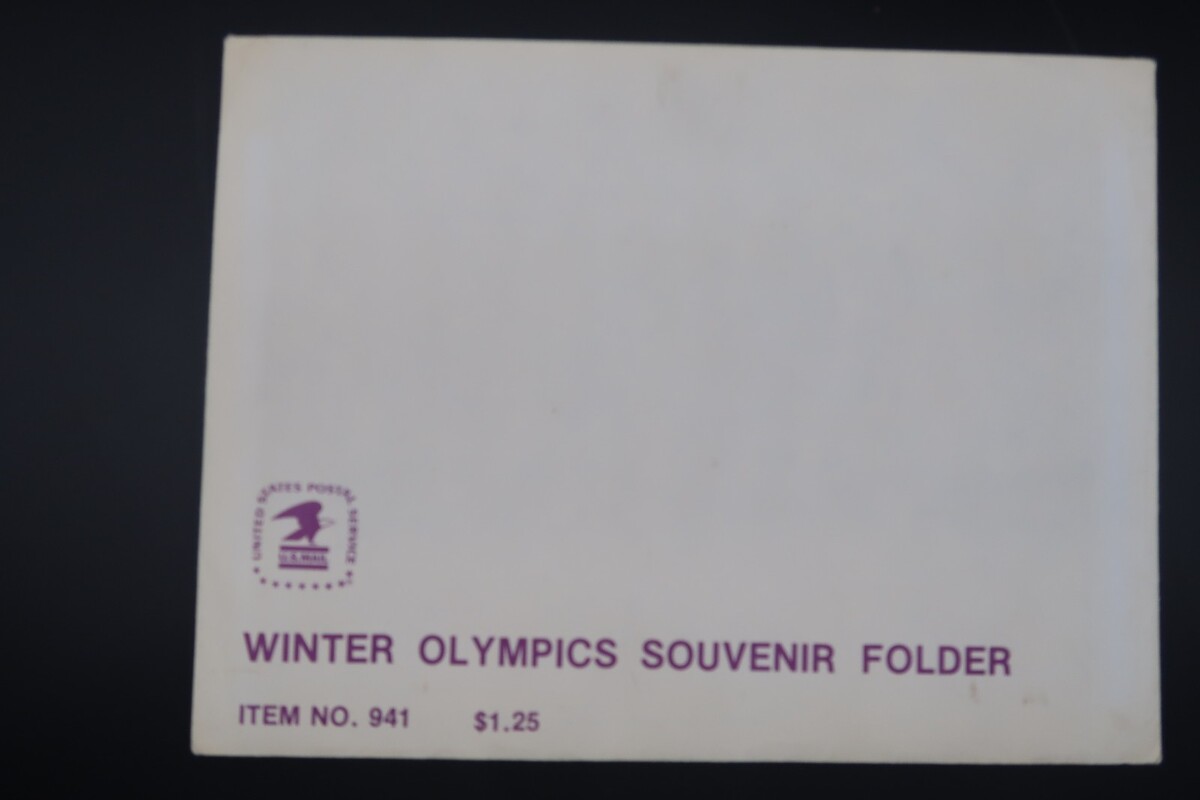 UNITED STATES POSTAL SERVICE
U.S. MAIL
WINTER OLYMPICS SOUVENIR FOLDER
ITEM NO. 941 $1.25